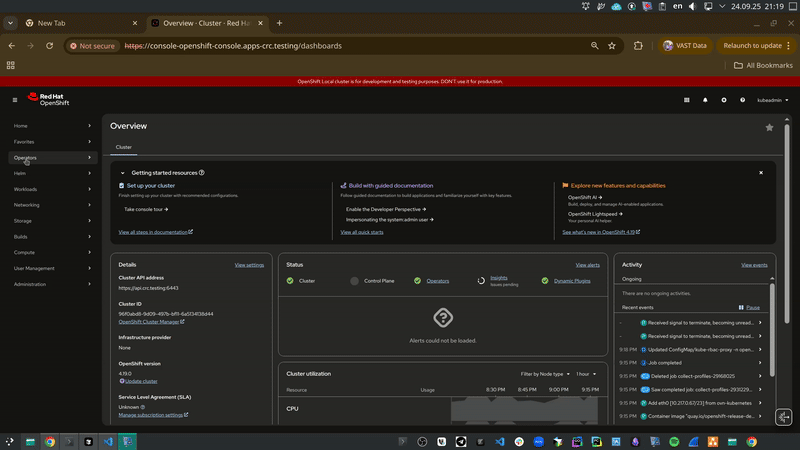 en
24.09.25
21:19
New Tab
Overview · Cluster · Red Hat
Not secure
https://console-openshift-console.apps-crc.testing/dashboards
VAST Data
Relaunch to update
All Bookmarks
OpenShift Local cluster is for development and testing purposes. DON'T use it for production.
Red Hat
OpenShift
kubeadmin
Home
Favorites
Operators
Helm
Workloads
Networking
Storage
Builds
Compute
User Management
Administration
Overview
Cluster
Getting started resources
Set up your cluster
Finish setting up your cluster with recommended configurations.
Take console tour
View all steps in documentation
Build with guided documentation
Follow guided documentation to build applications and familiarize yourself with key features.
Enable the Developer Perspective
Impersonating the system:admin user
View all quick starts
Explore new features and capabilities
OpenShift AI
Build, deploy, and manage AI-enabled applications.
OpenShift Lightspeed
Your personal AI helper.
See what's new in OpenShift 4.19
Details
View settings
Cluster API address
https://api.crc.testing:6443
Cluster ID
OpenShift Cluster Manager
Infrastructure provider
None
OpenShift version
4.19.0
Update cluster
Service Level Agreement (SLA)
Unknown
Manage subscription settings
Status
View alerts
Cluster
Control Plane
Operators
Insights
Issues pending
Dynamic Plugins
Alerts could not be loaded.
Cluster utilization
Filter by Node type
1 hour
Resource
Usage
8:30 PM
8:45 PM
9:00 PM
9:15 PM
CPU
Activity
View events
Ongoing
There are no ongoing activities.
Recent events
Pause
- Received signal to terminate, becoming unread...
- Received signal to terminate, becoming unread...
9:18 PM Updated ConfigMap/kube-rbac-proxy -n open...
9:15 PM Job completed
9:15 PM Deleted job collect-profiles-29168025
9:15 PM Saw completed job: collect-profiles-2931229...
9:15 PM Add eth0 [10.217.0.67/23] from ovn-kubernetes
9:15 PM Container image "quay.io/openshift-release-de...